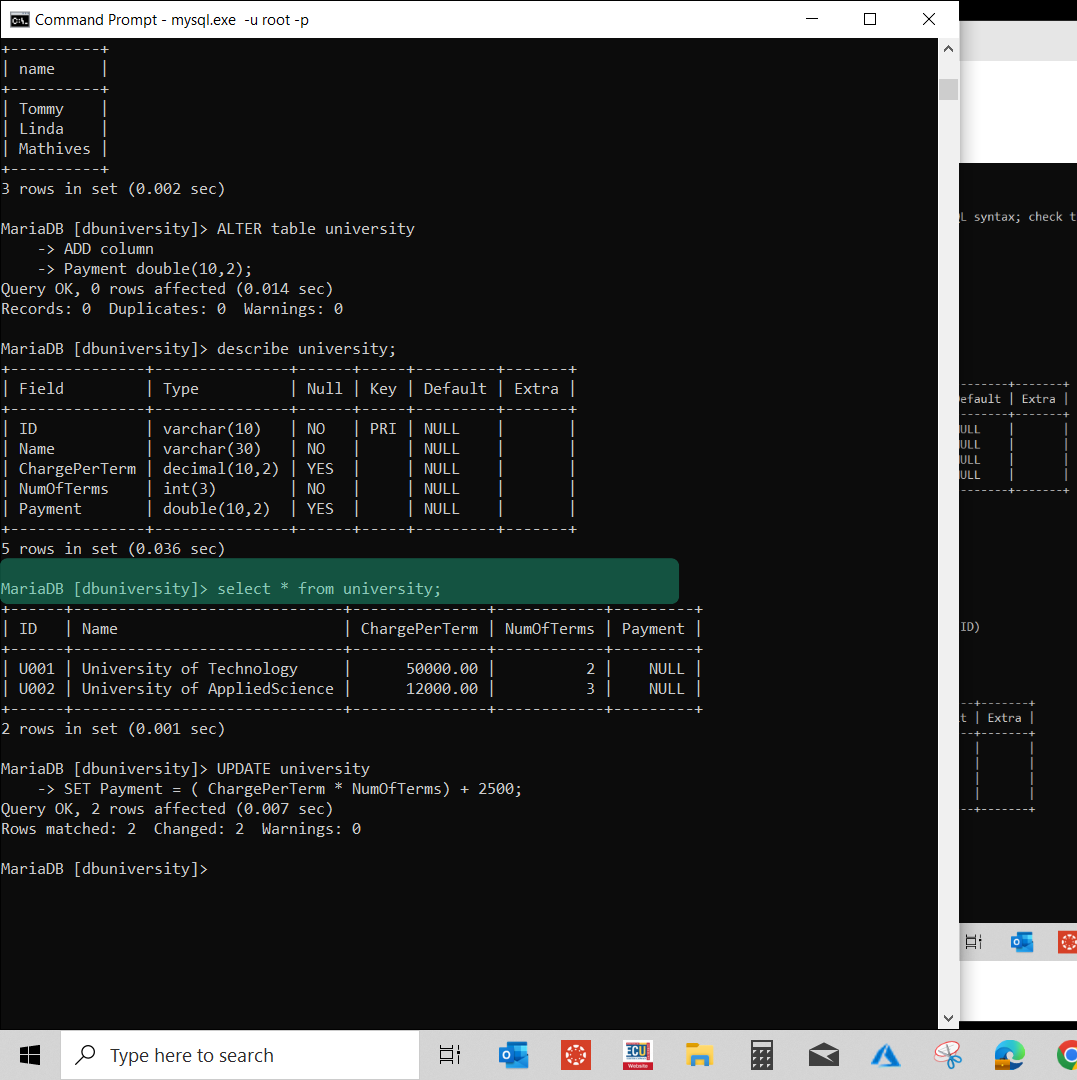 Command Prompt - mysql.exe  -u root -p
+----------+
| name     |
+----------+
| Tommy    |
| Linda    |
| Mathives |
+----------+
3 rows in set (0.002 sec)
MariaDB [dbuniversity]> ALTER table university
    -> ADD column
    -> Payment double(10,2);
Query OK, 0 rows affected (0.014 sec)
Records: 0  Duplicates: 0  Warnings: 0
MariaDB [dbuniversity]> describe university;
+---------------+---------------+------+-----+---------+-------+
| Field         | Type          | Null | Key | Default | Extra |
+---------------+---------------+------+-----+---------+-------+
| ID            | varchar(10)   | NO   | PRI | NULL    |       |
| Name          | varchar(30)   | NO   |     | NULL    |       |
| ChargePerTerm | decimal(10,2) | YES  |     | NULL    |       |
| NumOfTerms    | int(3)        | NO   |     | NULL    |       |
| Payment       | double(10,2)  | YES  |     | NULL    |       |
+---------------+---------------+------+-----+---------+-------+
5 rows in set (0.036 sec)
MariaDB [dbuniversity]> select * from university;
+------+------------------------------+---------------+------------+---------+
| ID   | Name                         | ChargePerTerm | NumOfTerms | Payment |
+------+------------------------------+---------------+------------+---------+
| U001 | University of Technology     |      50000.00 |          2 |    NULL |
| U002 | University of AppliedScience |      12000.00 |          3 |    NULL |
+------+------------------------------+---------------+------------+---------+
2 rows in set (0.001 sec)
MariaDB [dbuniversity]> UPDATE university
    -> SET Payment = ( ChargePerTerm * NumOfTerms) + 2500;
Query OK, 2 rows affected (0.007 sec)
Rows matched: 2  Changed: 2  Warnings: 0
MariaDB [dbuniversity]>
L syntax; check t
-------+-------+
efault | Extra |
-------+-------+
ULL    |       |
ULL    |       |
ULL    |       |
ULL    |       |
-------+-------+
ID)
--+-------+
t | Extra |
--+-------+
  |       |
  |       |
  |       |
  |       |
--+-------+
Type here to search
ECU
Website